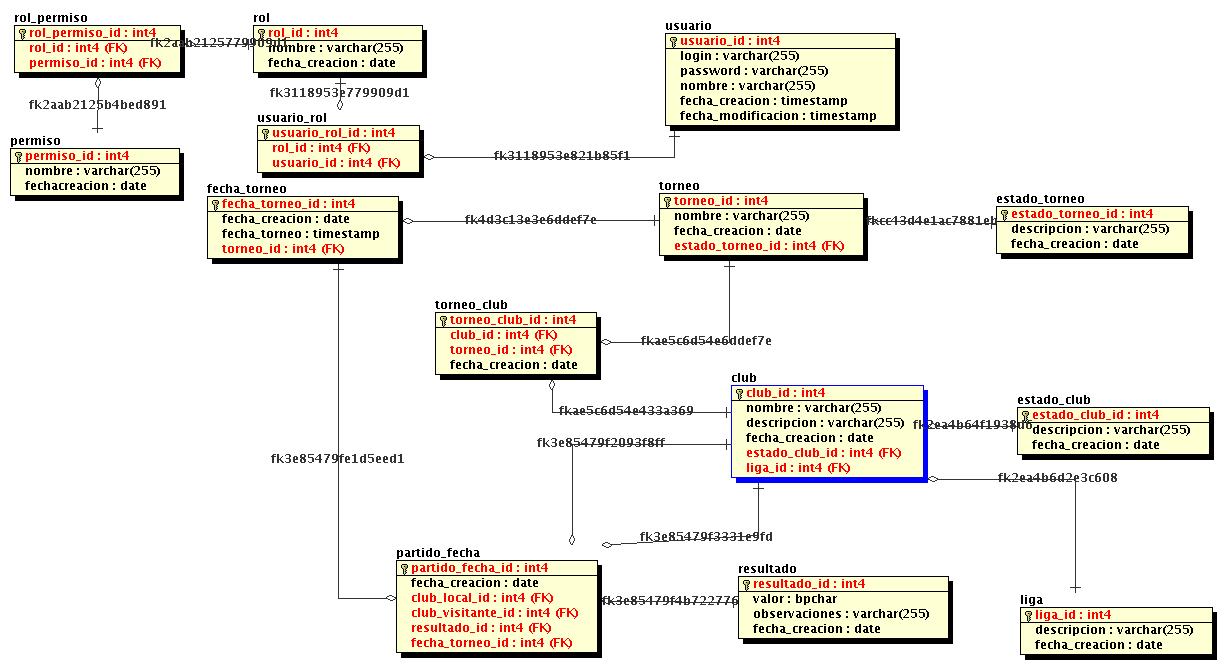 rol_permiso
rol_permiso_id : int4
rol_id : int4 (FK)
permiso_id : int4 (FK)
fk2aab2125779909d1
rol
rol_id : int4
nombre : varchar(255)
fecha_creacion : date
usuario
usuario_id : int4
login : varchar(255)
password : varchar(255)
nombre : varchar(255)
fecha_creacion : timestamp
fecha_modificacion : timestamp
fk2aab2125b4bed891
fk3118953e779909d1
permiso
permiso_id : int4
nombre : varchar(255)
fechacreacion : date
usuario_rol
usuario_rol_id : int4
rol_id : int4 (FK)
usuario_id : int4 (FK)
fk3118953e821b85f1
fecha_torneo
fecha_torneo_id : int4
fecha_creacion : date
fecha_torneo : timestamp
torneo_id : int4 (FK)
fk4d3c13e3e6ddef7e
torneo
torneo_id : int4
nombre : varchar(255)
fecha_creacion : date
estado_torneo_id : int4 (FK)
fkcc43d4e1ac7881eb
estado_torneo
estado_torneo_id : int4
descripcion : varchar(255)
fecha_creacion : date
torneo_club
torneo_club_id : int4
club_id : int4 (FK)
torneo_id : int4 (FK)
fecha_creacion : date
fkae5c6d54e6ddef7e
fkae5c6d54e433a369
club
club_id : int4
nombre : varchar(255)
descripcion : varchar(255)
fecha_creacion : date
estado_club_id : int4 (FK)
liga_id : int4 (FK)
fk2ea4b64f1938d6
estado_club
estado_club_id : int4
descripcion : varchar(255)
fecha_creacion : date
fk3e85479f2093f8ff
fk3e85479fe1d5eed1
fk2ea4b6d2e3c608
fk3e85479f3331e9fd
partido_fecha
partido_fecha_id : int4
fecha_creacion : date
club_local_id : int4 (FK)
club_visitante_id : int4 (FK)
resultado_id : int4 (FK)
fecha_torneo_id : int4 (FK)
fk3e85479f4b722776
resultado
resultado_id : int4
valor : bpchar
observaciones : varchar(255)
fecha_creacion : date
liga
liga_id : int4
descripcion : varchar(255)
fecha_creacion : date